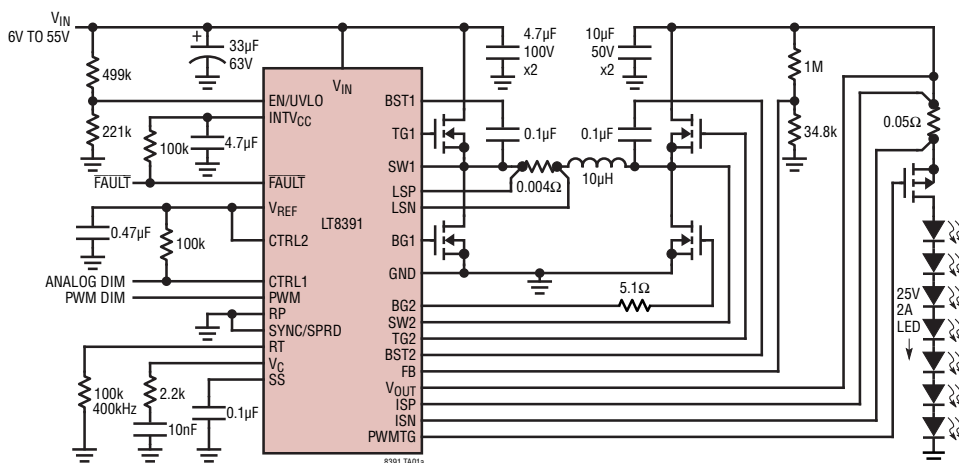 VIN
6V TO 55V
499k
221k
33µF
63V
4.7µF
100V
x2
10µF
50V
x2
1M
34.8k
0.05Ω
VIN
EN/UVLO
INTVCC
100k
4.7µF
FAULT
FAULT
VREF
0.47µF
100k
CTRL2
ANALOG DIM
CTRL1
PWM DIM
PWM
RP
SYNC/SPRD
RT
VC
SS
100k
400kHz
2.2k
10nF
0.1µF
LT8391
BST1
TG1
SW1
LSP
LSN
BG1
GND
BG2
SW2
TG2
BST2
FB
VOUT
ISP
ISN
PWMTG
0.1µF
0.1µF
0.004Ω
10µH
5.1Ω
25V
2A
LED
8391 TA01a